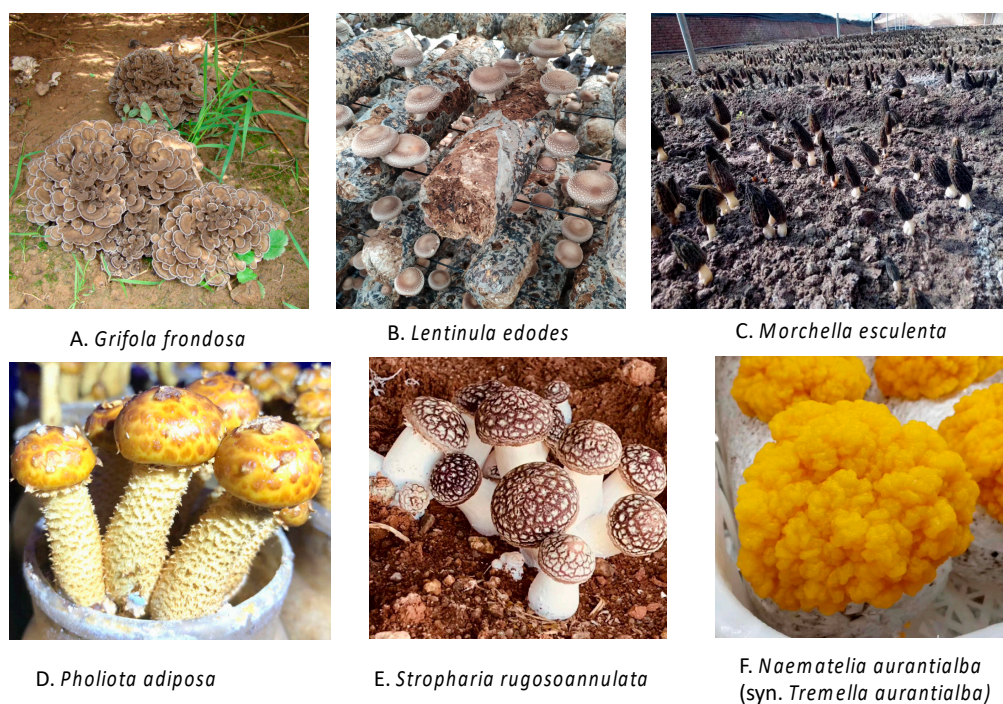 A. Grifola frondosa
B. Lentinula edodes
C. Morchella esculenta
D. Pholiota adiposa
E. Stropharia rugosoannulata
F. Naematelia aurantialba
(syn. Tremella aurantialba)